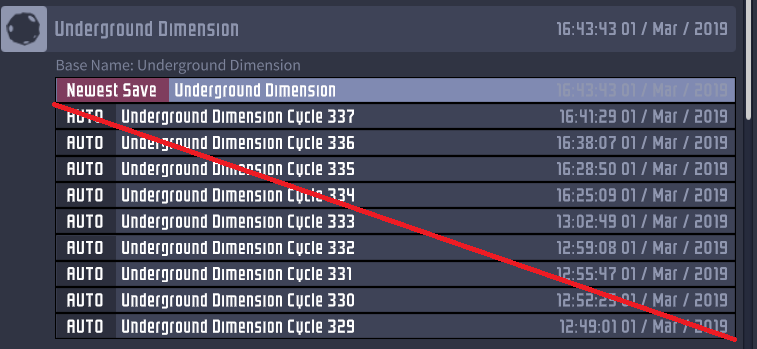 Underground Dimension 16:43:43 01 / Mar / 2019
Base Name: Underground Dimension
Newest Save Underground Dimension 16:43:43 01 / Mar / 2019
AUTO Underground Dimension Cycle 337 16:41:29 01 / Mar / 2019
AUTO Underground Dimension Cycle 336 16:38:07 01 / Mar / 2019
AUTO Underground Dimension Cycle 335 16:28:50 01 / Mar / 2019
AUTO Underground Dimension Cycle 334 16:25:09 01 / Mar / 2019
AUTO Underground Dimension Cycle 333 13:02:49 01 / Mar / 2019
AUTO Underground Dimension Cycle 332 12:59:08 01 / Mar / 2019
AUTO Underground Dimension Cycle 331 12:55:47 01 / Mar / 2019
AUTO Underground Dimension Cycle 330 12:52:25 01 / Mar / 2019
AUTO Underground Dimension Cycle 329 12:49:01 01 / Mar / 2019